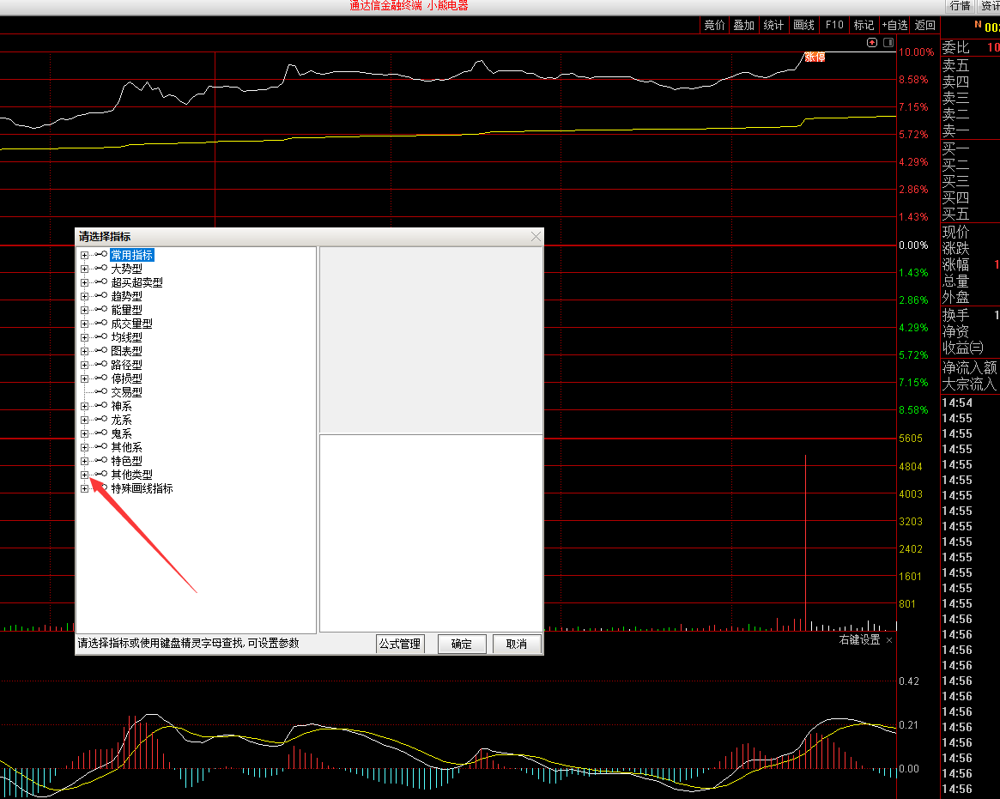 通达信金融终端 小熊电器
行情 资讯
竞价 叠加 统计 画线 F10 标记 +自选 返回
N 002
涨停
10.00%
8.58%
7.15%
5.72%
4.29%
2.86%
1.43%
0.00%
1.43%
2.86%
4.29%
5.72%
7.15%
8.58%
5605
4804
4003
3203
2402
1601
801
请选择指标
常用指标
大势型
超买超卖型
趋势型
能量型
成交量型
均线型
图表型
路径型
停损型
交易型
神系
龙系
鬼系
其他系
特色型
其他类型
特殊画线指标
请选择指标或使用键盘精灵字母查找,可设置参数
公式管理 确定 取消
右键设置 ×
0.42
0.21
0.00
委比 10
卖五
卖四
卖三
卖二
卖一
买一
买二
买三
买四
买五
现价
涨跌
涨幅 1
总量
外盘
换手 1
净资
收益㈢
净流入额
大宗流入
14:54
14:55
14:55
14:55
14:55
14:55
14:55
14:55
14:55
14:55
14:55
14:55
14:55
14:55
14:56
14:56
14:56
14:56
14:56
14:56
14:56
14:56
14:56
14:56
14:56
14:56